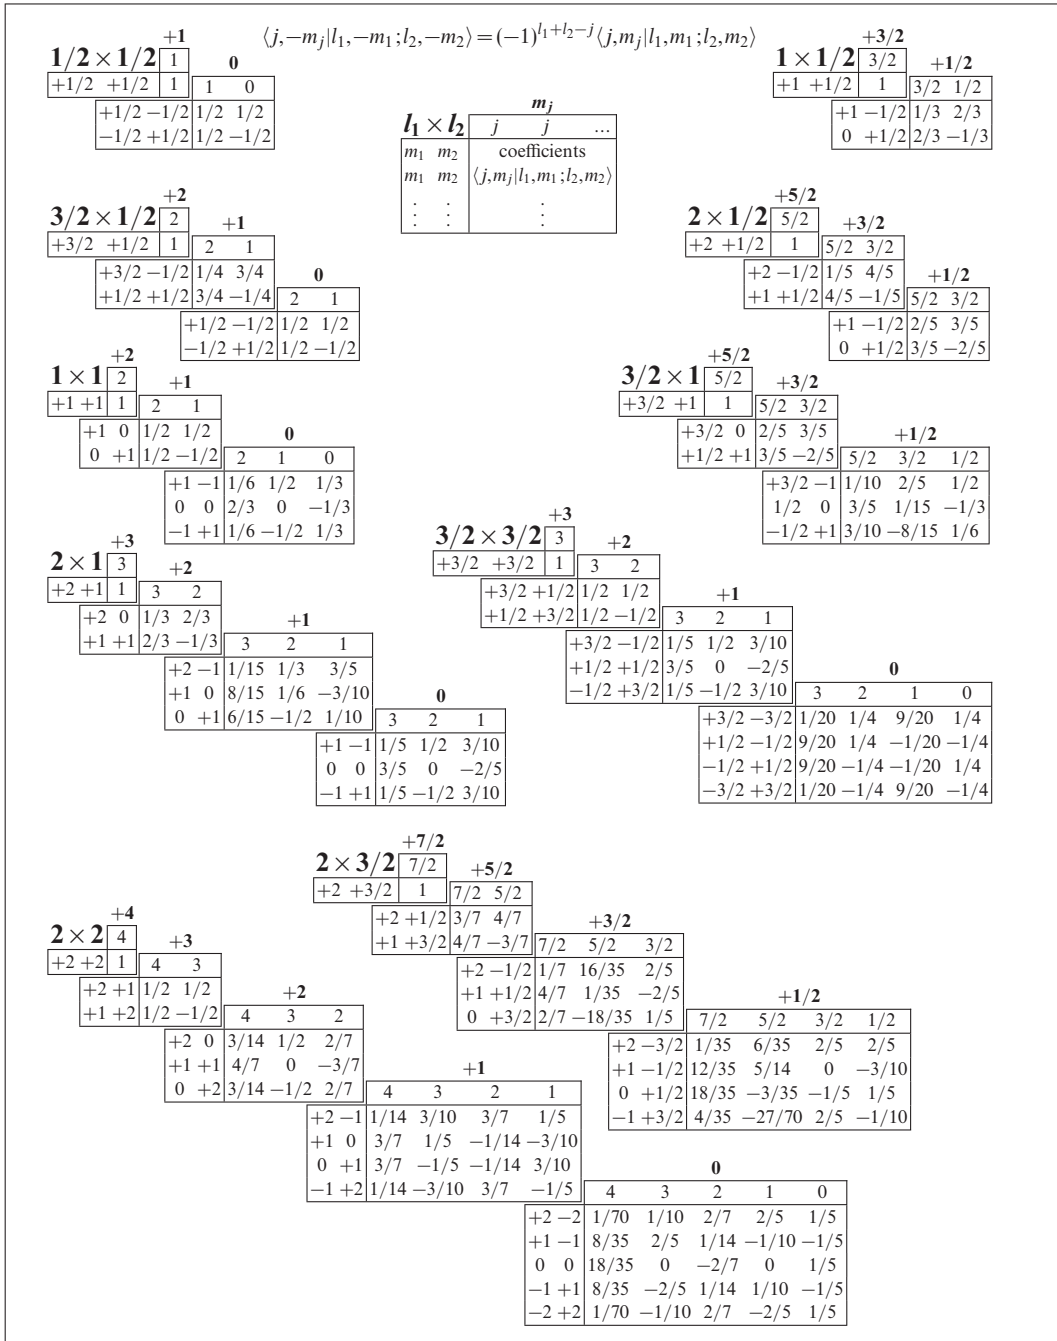 ⟨j,−mj|l1,−m1;l2,−m2⟩=(−1)^{l1+l2−j}⟨j,mj|l1,m1;l2,m2⟩
+1
1/2×1/2 1 0
+1/2 +1/2 1 1 0
+1/2 −1/2 1/2 1/2
−1/2 +1/2 1/2 −1/2
+3/2
1×1/2 3/2 +1/2
+1 +1/2 1 3/2 1/2
+1 −1/2 1/3 2/3
0 +1/2 2/3 −1/3
mj
l1×l2 j j ...
m1 m2 coefficients
m1 m2 ⟨j,mj|l1,m1;l2,m2⟩
⋮ ⋮ ⋮
+2
3/2×1/2 2 +1
+3/2 +1/2 1 2 1
+3/2 −1/2 1/4 3/4 0
+1/2 +1/2 3/4 −1/4 2 1
+1/2 −1/2 1/2 1/2
−1/2 +1/2 1/2 −1/2
+5/2
2×1/2 5/2 +3/2
+2 +1/2 1 5/2 3/2
+2 −1/2 1/5 4/5 +1/2
+1 +1/2 4/5 −1/5 5/2 3/2
+1 −1/2 2/5 3/5
0 +1/2 3/5 −2/5
+2
1×1 2 +1
+1 +1 1 2 1
+1 0 1/2 1/2 0
0 +1 1/2 −1/2 2 1 0
+1 −1 1/6 1/2 1/3
0 0 2/3 0 −1/3
−1 +1 1/6 −1/2 1/3
+5/2
3/2×1 5/2 +3/2
+3/2 +1 1 5/2 3/2
+3/2 0 2/5 3/5 +1/2
+1/2 +1 3/5 −2/5 5/2 3/2 1/2
+3/2 −1 1/10 2/5 1/2
1/2 0 3/5 1/15 −1/3
−1/2 +1 3/10 −8/15 1/6
+3
2×1 3 +2
+2 +1 1 3 2
+2 0 1/3 2/3 +1
+1 +1 2/3 −1/3 3 2 1
+2 −1 1/15 1/3 3/5
+1 0 8/15 1/6 −3/10 0
0 +1 6/15 −1/2 1/10 3 2 1
+1 −1 1/5 1/2 3/10
0 0 3/5 0 −2/5
−1 +1 1/5 −1/2 3/10
+3
3/2×3/2 3 +2
+3/2 +3/2 1 3 2
+3/2 +1/2 1/2 1/2 +1
+1/2 +3/2 1/2 −1/2 3 2 1
+3/2 −1/2 1/5 1/2 3/10
+1/2 +1/2 3/5 0 −2/5 0
−1/2 +3/2 1/5 −1/2 3/10 3 2 1 0
+3/2 −3/2 1/20 1/4 9/20 1/4
+1/2 −1/2 9/20 1/4 −1/20 −1/4
−1/2 +1/2 9/20 −1/4 −1/20 1/4
−3/2 +3/2 1/20 −1/4 9/20 −1/4
+7/2
2×3/2 7/2 +5/2
+2 +3/2 1 7/2 5/2
+2 +1/2 3/7 4/7 +3/2
+1 +3/2 4/7 −3/7 7/2 5/2 3/2
+2 −1/2 1/7 16/35 2/5
+1 +1/2 4/7 1/35 −2/5 +1/2
0 +3/2 2/7 −18/35 1/5 7/2 5/2 3/2 1/2
+2 −3/2 1/35 6/35 2/5 2/5
+1 −1/2 12/35 5/14 0 −3/10
0 +1/2 18/35 −3/35 −1/5 1/5
−1 +3/2 4/35 −27/70 2/5 −1/10
+4
2×2 4 +3
+2 +2 1 4 3
+2 +1 1/2 1/2 +2
+1 +2 1/2 −1/2 4 3 2
+2 0 3/14 1/2 2/7
+1 +1 4/7 0 −3/7 +1
0 +2 3/14 −1/2 2/7 4 3 2 1
+2 −1 1/14 3/10 3/7 1/5
+1 0 3/7 1/5 −1/14 −3/10
0 +1 3/7 −1/5 −1/14 3/10 0
−1 +2 1/14 −3/10 3/7 −1/5 4 3 2 1 0
+2 −2 1/70 1/10 2/7 2/5 1/5
+1 −1 8/35 2/5 1/14 −1/10 −1/5
0 0 18/35 0 −2/7 0 1/5
−1 +1 8/35 −2/5 1/14 1/10 −1/5
−2 +2 1/70 −1/10 2/7 −2/5 1/5